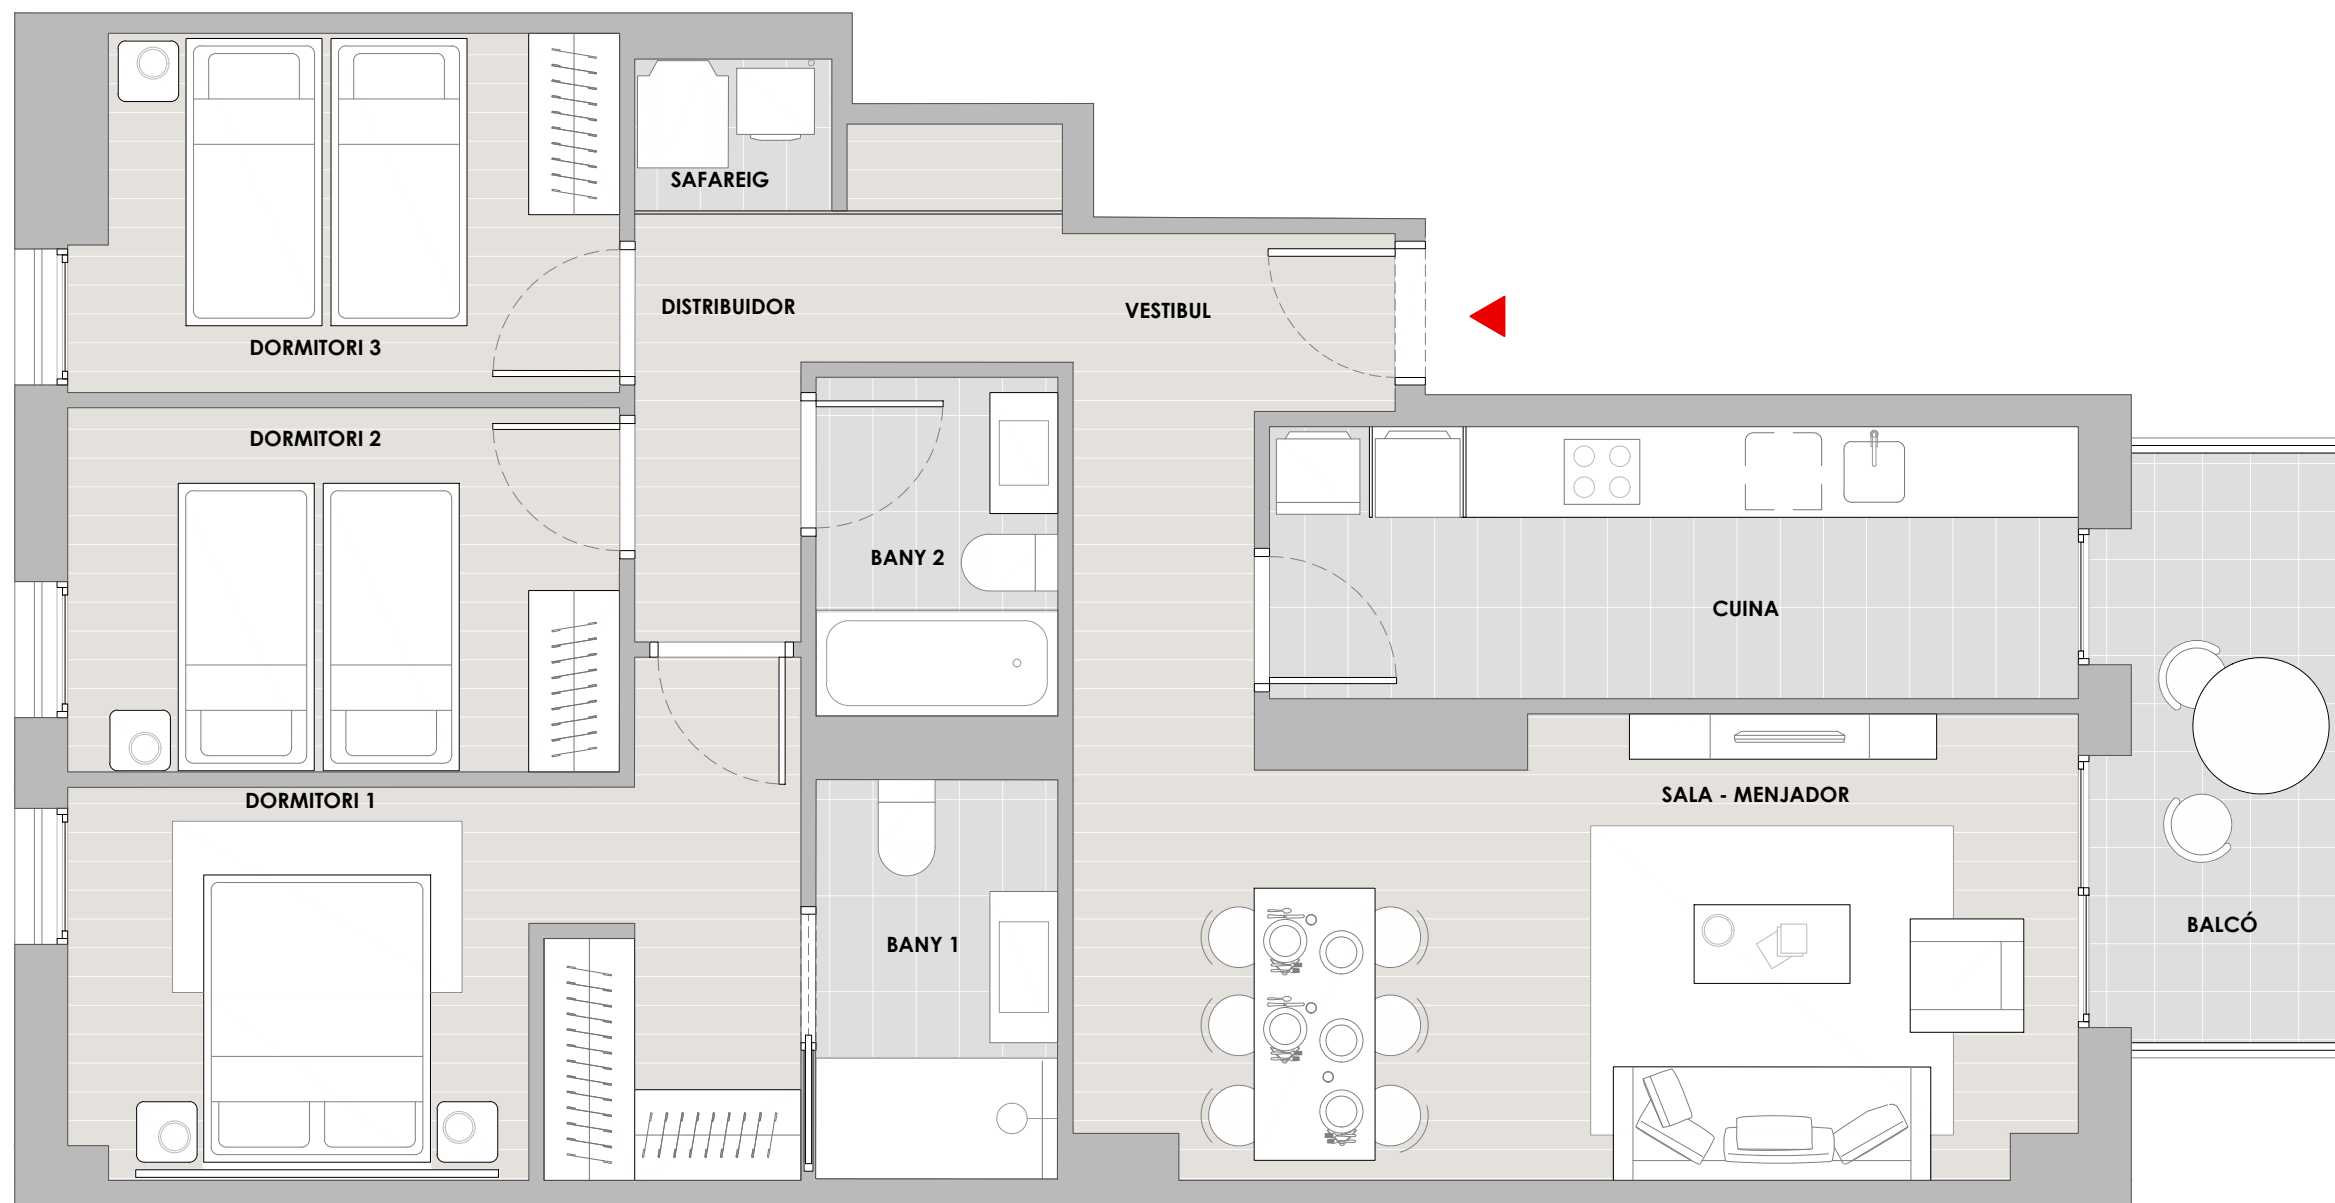 SAFAREIG
DISTRIBUIDOR
VESTIBUL
DORMITORI 3
DORMITORI 2
BANY 2
CUINA
DORMITORI 1
SALA - MENJADOR
BANY 1
BALCÓ